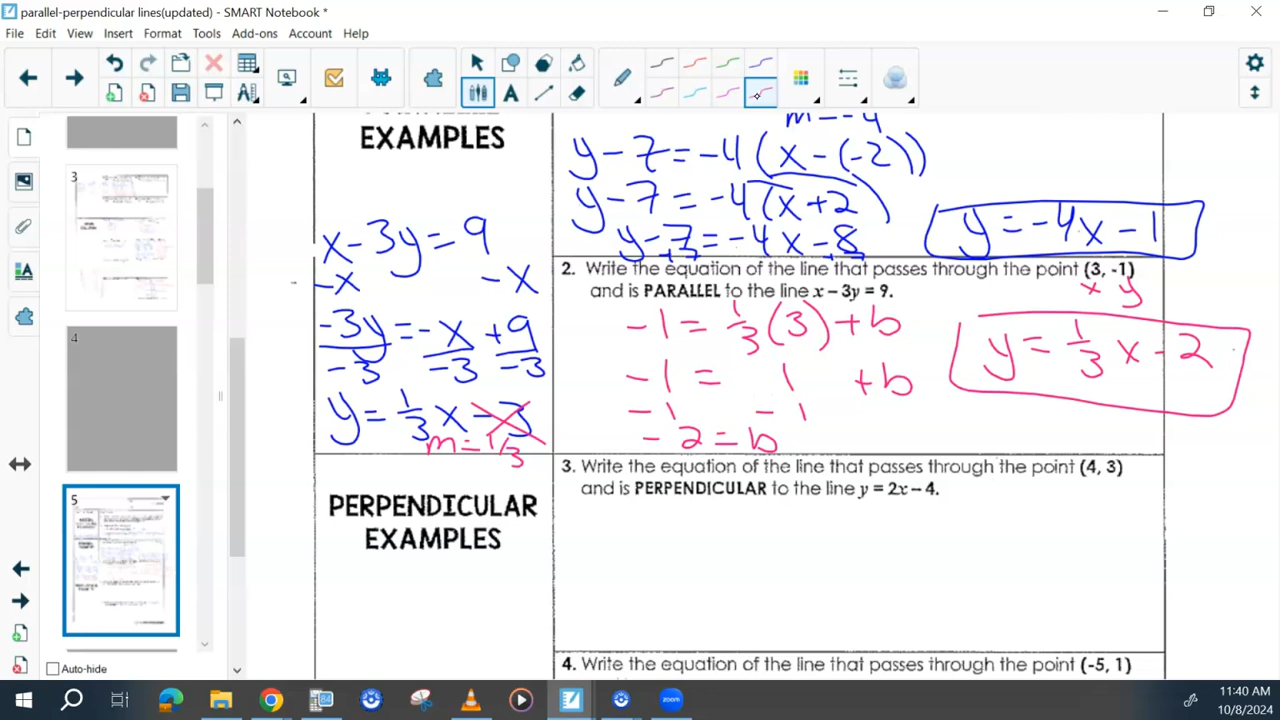 parallel-perpendicular lines(updated) - SMART Notebook *
File Edit View Insert Format Tools Add-ons Account Help
3
4
5
Auto-hide
EXAMPLES
m = -4
y - 7 = -4(x - (-2))
y - 7 = -4(x + 2)
y - 7 = -4x - 8
+7 +8
y = -4x - 1
x - 3y = 9
-x -x
-3y = -x + 9
-3 -3 -3
y = 1/3 x - 3
m = 1/3
2. Write the equation of the line that passes through the point (3, -1)
and is PARALLEL to the line x – 3y = 9.
x y
-1 = 1/3 (3) + b
-1 = 1 + b
-1 -1
-2 = b
y = 1/3 x - 2
PERPENDICULAR
EXAMPLES
3. Write the equation of the line that passes through the point (4, 3)
and is PERPENDICULAR to the line y = 2x – 4.
4. Write the equation of the line that passes through the point (-5, 1)
zoom
11:40 AM
10/8/2024